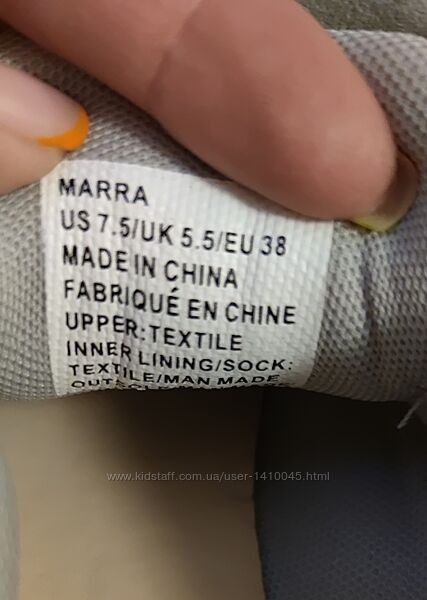 MARRA
US 7.5/UK 5.5/EU 38
MADE IN CHINA
FABRIQUÉ EN CHINE
UPPER:TEXTILE
INNER LINING/SOCK:
TEXTILE/MAN MADE
www.kidstaff.com.ua/user-1410045.html